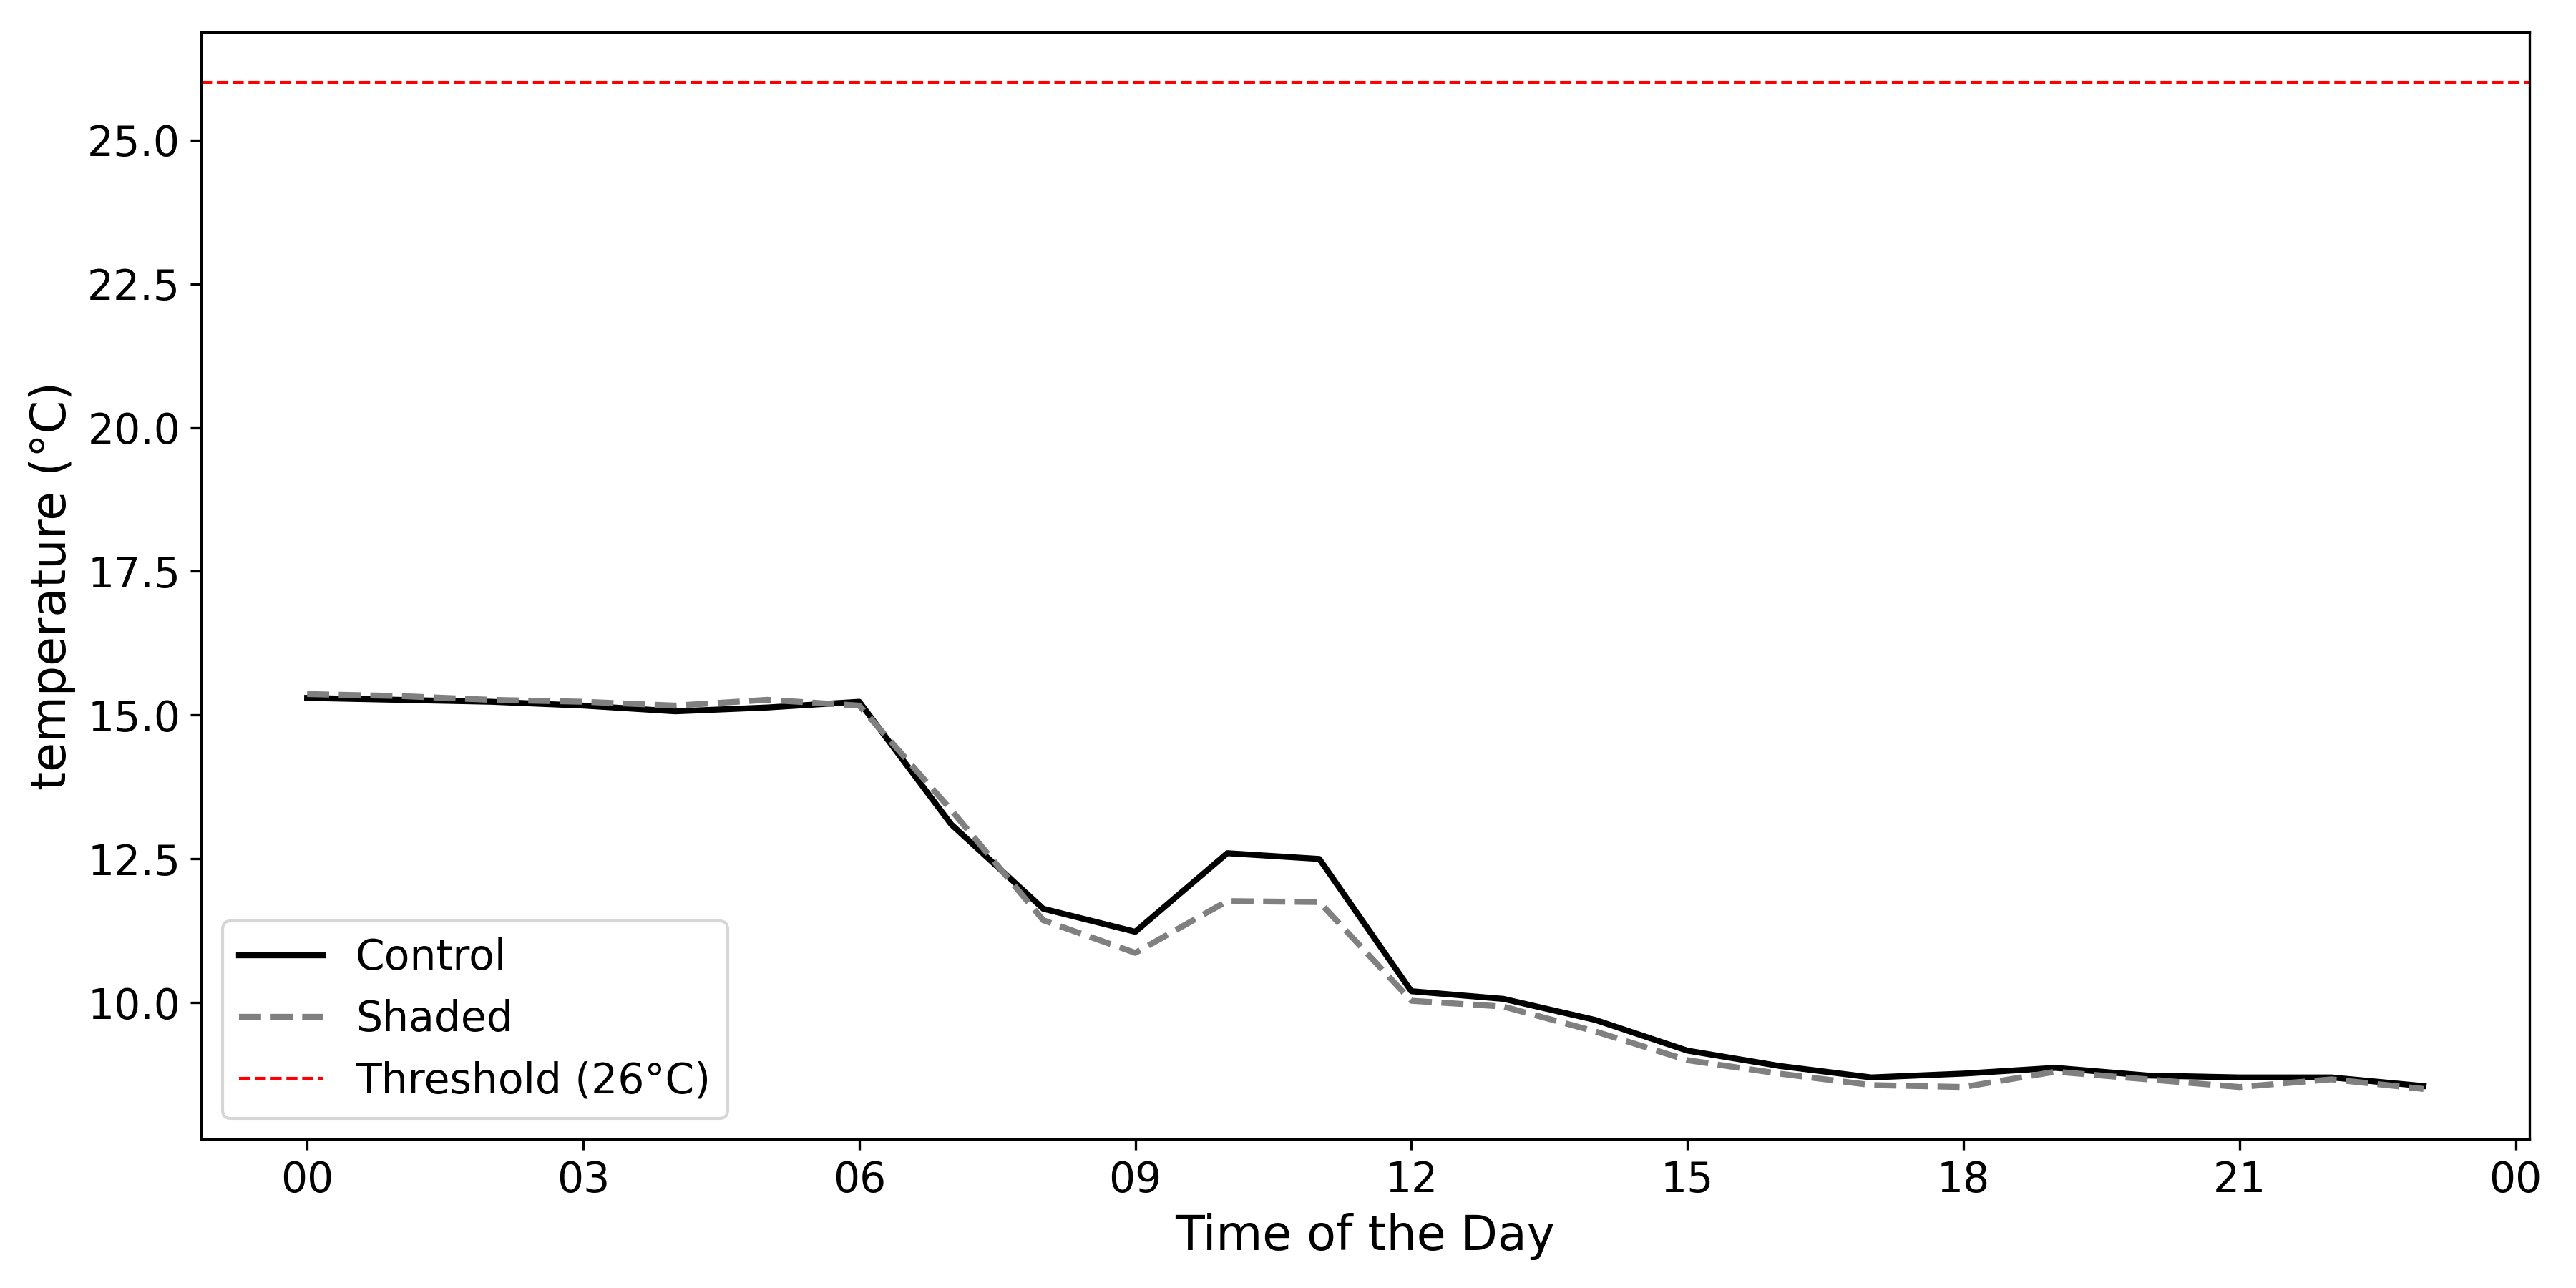 temperature (°C)
25.0
22.5
20.0
17.5
15.0
12.5
10.0
Control
Shaded
Threshold (26°C)
00 03 06 09 12 15 18 21 00
Time of the Day